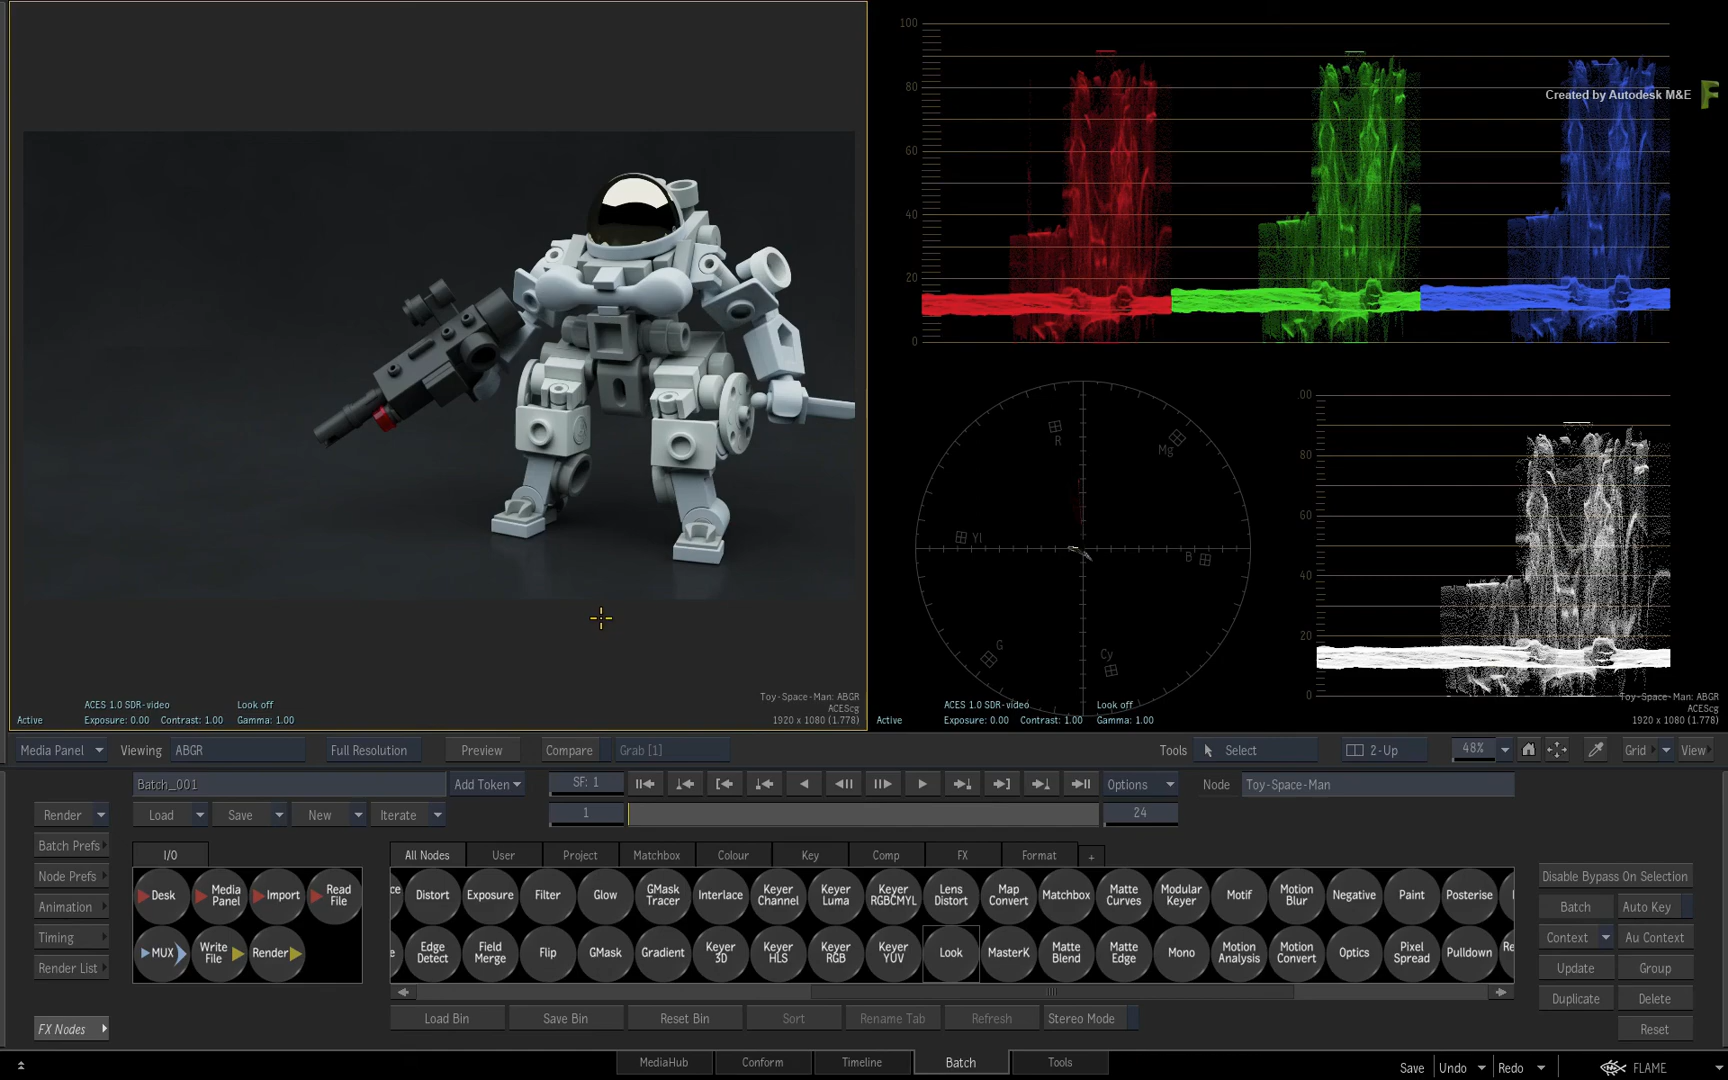 100
80
60
40
20
0
Created by Autodesk M&E
R
Mg
Yl
B
G
Cy
00
80
60
40
20
0
Toy-Space-Man: ABGR
ACEScg
1920 x 1080 (1.778)
ACES 1.0 SDR-video Look off
Active Exposure: 0.00 Contrast: 1.00 Gamma: 1.00
ACES 1.0 SDR-video Look off
Active Exposure: 0.00 Contrast: 1.00 Gamma: 1.00
Toy-Space-Man: ABGR
ACEScg
1920 x 1080 (1.778)
Media Panel Viewing ABGR Full Resolution Preview Compare Grab [1] Tools Select 2-Up 48% Grid View
Batch_001 Add Token SF: 1 Options Node Toy-Space-Man
Render Load Save New Iterate 1 24
Batch Prefs
Node Prefs
Animation
Timing
Render List
FX Nodes
I/O
Desk Media Panel Import Read File
MUX Write File Render
All Nodes User Project Matchbox Colour Key Comp FX Format +
ce Distort Exposure Filter Glow GMask Tracer Interlace Keyer Channel Keyer Luma Keyer RGBCMYL Lens Distort Map Convert Matchbox Matte Curves Modular Keyer Motif Motion Blur Negative Paint Posterise
e Edge Detect Field Merge Flip GMask Gradient Keyer 3D Keyer HLS Keyer RGB Keyer YUV Look MasterK Matte Blend Matte Edge Mono Motion Analysis Motion Convert Optics Pixel Spread Pulldown Re
Load Bin Save Bin Reset Bin Sort Rename Tab Refresh Stereo Mode
Disable Bypass On Selection
Batch Auto Key
Context Au Context
Update Group
Duplicate Delete
Reset
MediaHub Conform Timeline Batch Tools
Save Undo Redo FLAME